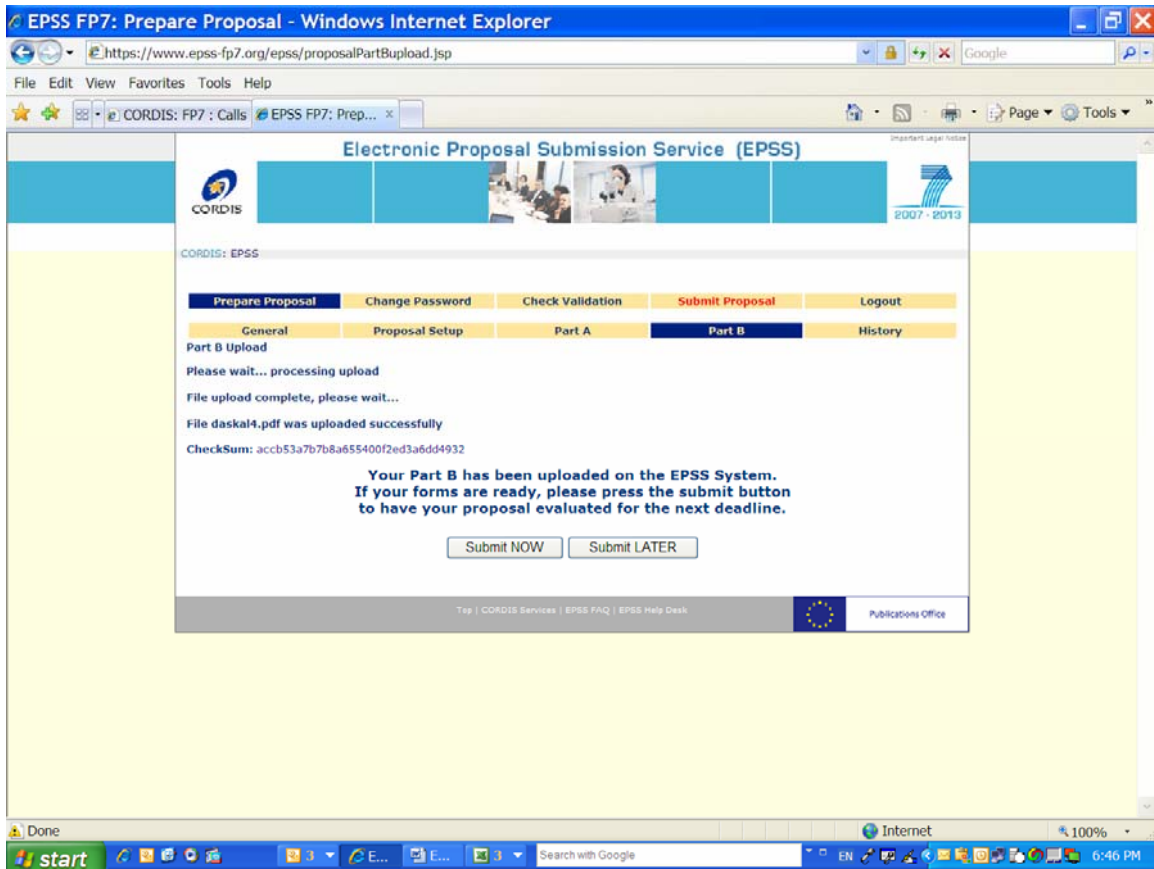 EPSS FP7: Prepare Proposal - Windows Internet Explorer
https://www.epss-fp7.org/epss/proposalPartBupload.jsp
Google
File Edit View Favorites Tools Help
CORDIS: FP7 : Calls
EPSS FP7: Prep...
Page
Tools
Electronic Proposal Submission Service (EPSS)
Important Legal Notice
CORDIS
2007 - 2013
CORDIS: EPSS
Prepare Proposal Change Password Check Validation Submit Proposal Logout
General Proposal Setup Part A Part B History
Part B Upload
Please wait... processing upload
File upload complete, please wait...
File daskal4.pdf was uploaded successfully
CheckSum: accb53a7b7b8a655400f2ed3a6dd4932
Your Part B has been uploaded on the EPSS System.
If your forms are ready, please press the submit button
to have your proposal evaluated for the next deadline.
Submit NOW Submit LATER
Top | CORDIS Services | EPSS FAQ | EPSS Help Desk
Publications Office
Done
Internet
100%
start
3
E...
E...
3
Search with Google
EN
6:46 PM